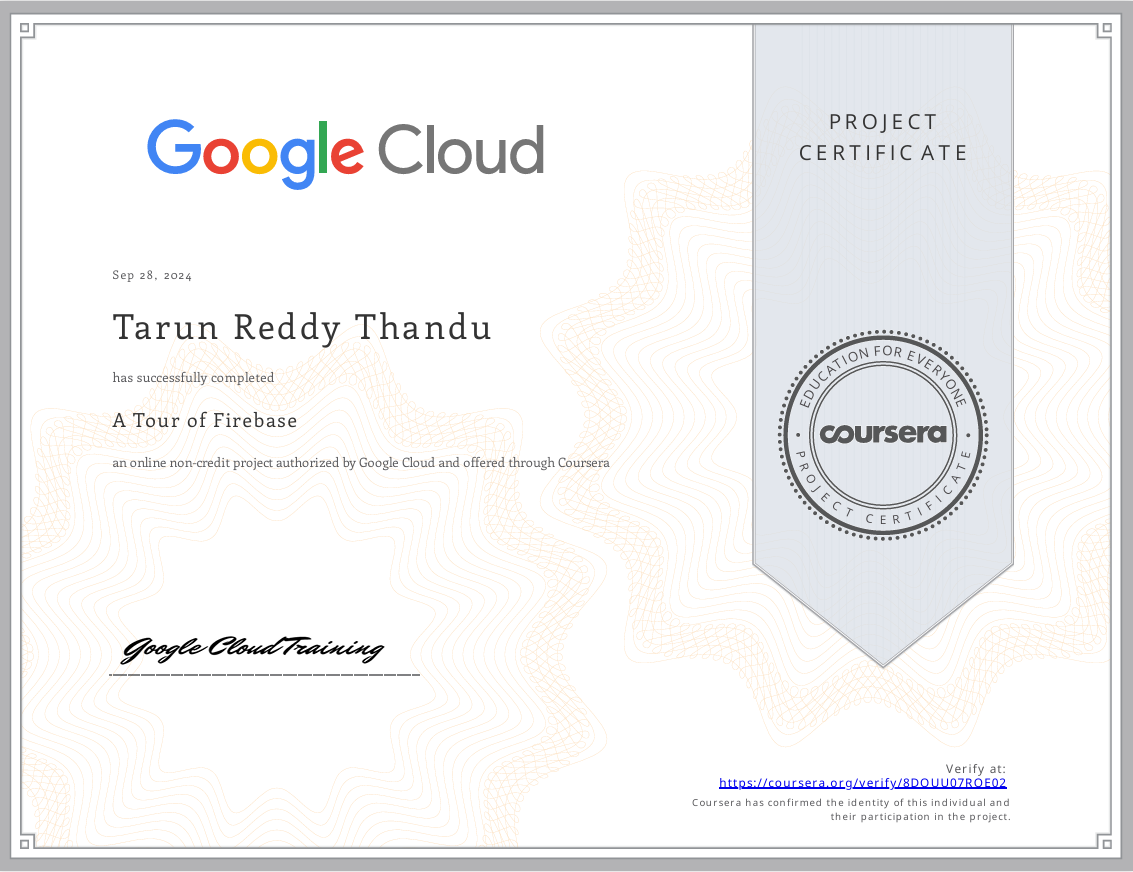 Google Cloud
PROJECT
CERTIFICATE
Sep 28, 2024
Tarun Reddy Thandu
has successfully completed
A Tour of Firebase
an online non-credit project authorized by Google Cloud and offered through Coursera
EDUCATION FOR EVERYONE
coursera
PROJECT CERTIFICATE
Google Cloud Training
Verify at:
https://coursera.org/verify/8DOUU07ROE02
Coursera has confirmed the identity of this individual and
their participation in the project.